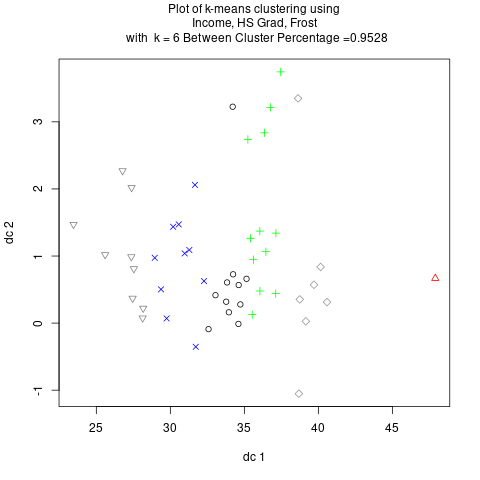 Plot of k-means clustering using
Income, HS Grad, Frost
with k = 6 Between Cluster Percentage =0.9528
dc 2
3
2
1
0
-1
25 30 35 40 45
dc 1